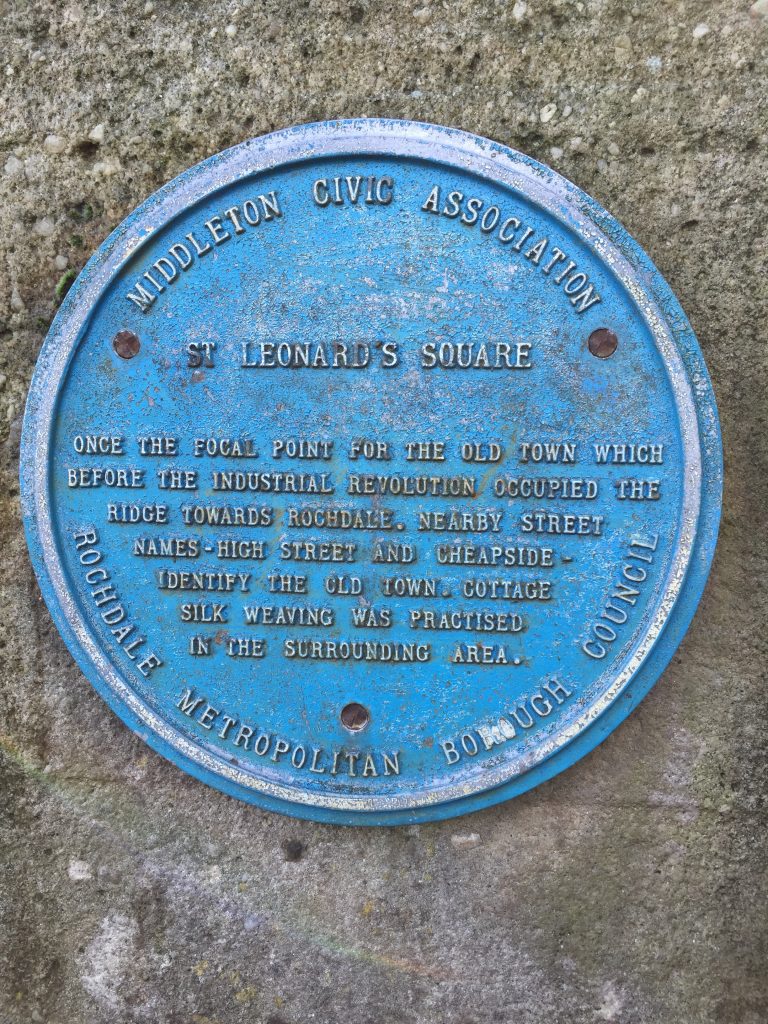 MIDDLETON CIVIC ASSOCIATION
ST LEONARD'S SQUARE
ONCE THE FOCAL POINT FOR THE OLD TOWN WHICH
BEFORE THE INDUSTRIAL REVOLUTION OCCUPIED THE
RIDGE TOWARDS ROCHDALE. NEARBY STREET
NAMES-HIGH STREET AND CHEAPSIDE-
IDENTIFY THE OLD TOWN. COTTAGE
SILK WEAVING WAS PRACTISED
IN THE SURROUNDING AREA.
ROCHDALE METROPOLITAN BOROUGH COUNCIL